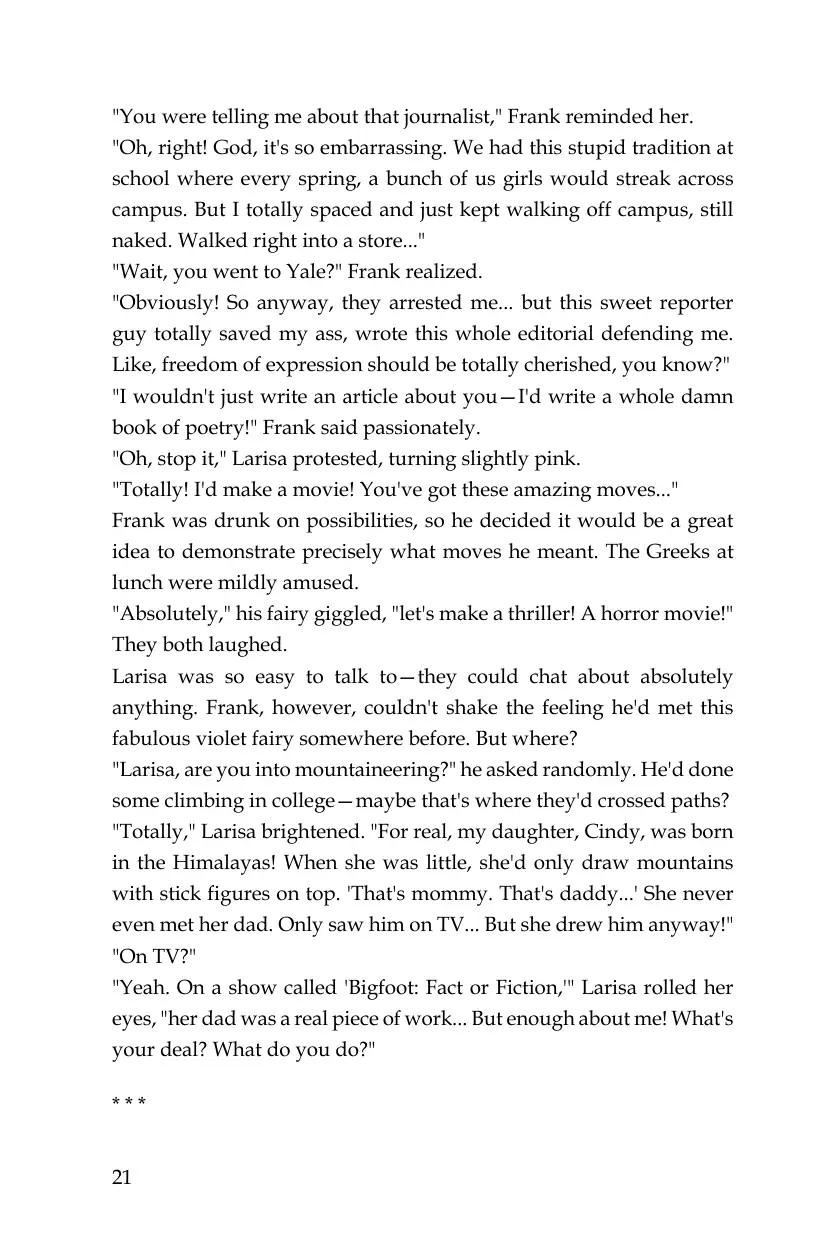 "You were telling me about that journalist," Frank reminded her.
"Oh, right! God, it's so embarrassing. We had this stupid tradition at
school where every spring, a bunch of us girls would streak across
campus. But I totally spaced and just kept walking off campus, still
naked. Walked right into a store..."
"Wait, you went to Yale?" Frank realized.
"Obviously! So anyway, they arrested me... but this sweet reporter
guy totally saved my ass, wrote this whole editorial defending me.
Like, freedom of expression should be totally cherished, you know?"
"I wouldn't just write an article about you—I'd write a whole damn
book of poetry!" Frank said passionately.
"Oh, stop it," Larisa protested, turning slightly pink.
"Totally! I'd make a movie! You've got these amazing moves..."
Frank was drunk on possibilities, so he decided it would be a great
idea to demonstrate precisely what moves he meant. The Greeks at
lunch were mildly amused.
"Absolutely," his fairy giggled, "let's make a thriller! A horror movie!"
They both laughed.
Larisa was so easy to talk to—they could chat about absolutely
anything. Frank, however, couldn't shake the feeling he'd met this
fabulous violet fairy somewhere before. But where?
"Larisa, are you into mountaineering?" he asked randomly. He'd done
some climbing in college—maybe that's where they'd crossed paths?
"Totally," Larisa brightened. "For real, my daughter, Cindy, was born
in the Himalayas! When she was little, she'd only draw mountains
with stick figures on top. 'That's mommy. That's daddy...' She never
even met her dad. Only saw him on TV... But she drew him anyway!"
"On TV?"
"Yeah. On a show called 'Bigfoot: Fact or Fiction,'" Larisa rolled her
eyes, "her dad was a real piece of work... But enough about me! What's
your deal? What do you do?"
* * *
21